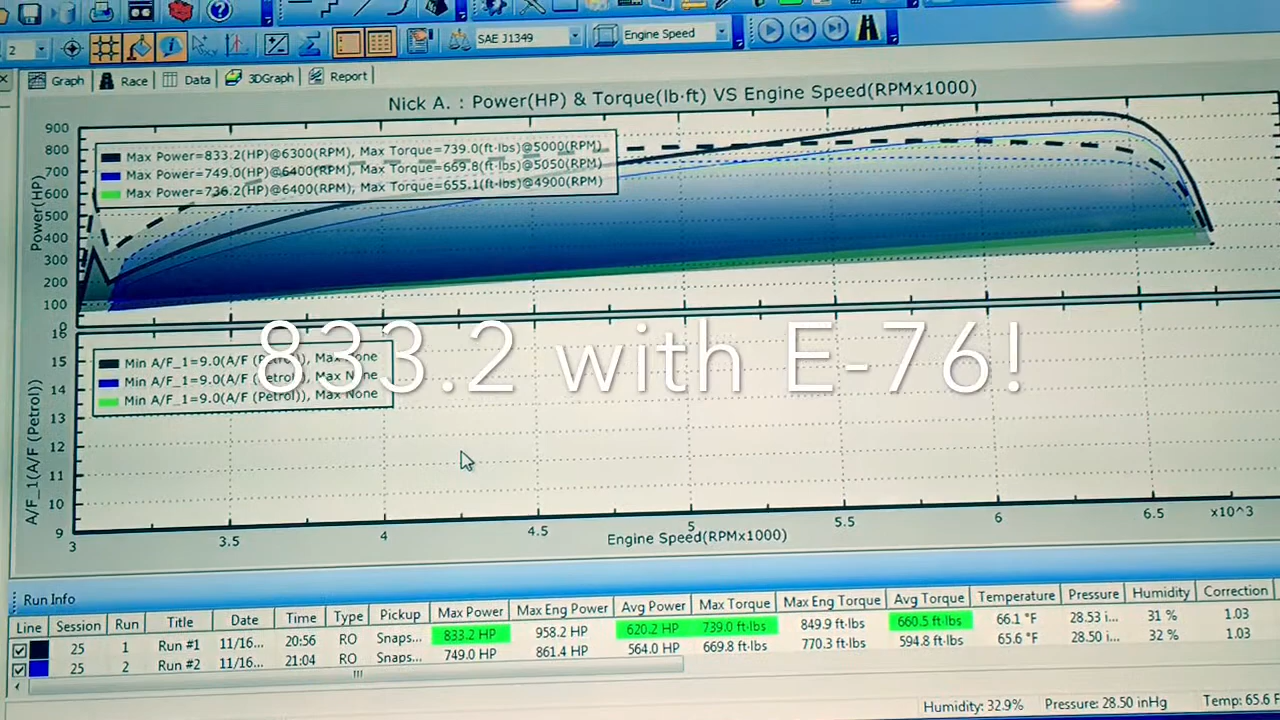 2
SAE J1349
Engine Speed
Graph Race Data 3DGraph Report
Nick A. : Power(HP) & Torque(lb·ft) VS Engine Speed(RPMx1000)
Power(HP)
900
800
700
600
500
400
300
200
100
0
Max Power=833.2(HP)@6300(RPM), Max Torque=739.0(ft-lbs)@5000(RPM)
Max Power=749.0(HP)@6400(RPM), Max Torque=669.8(ft-lbs)@5050(RPM)
Max Power=736.2(HP)@6400(RPM), Max Torque=655.1(ft-lbs)@4900(RPM)
833.2 with E-76!
A/F_1(A/F (Petrol))
16
15
14
13
12
11
10
9
Min A/F_1=9.0(A/F (Petrol)), Max None
Min A/F_1=9.0(A/F (Petrol)), Max None
Min A/F_1=9.0(A/F (Petrol)), Max None
3 3.5 4 4.5 5 5.5 6 6.5 x10^3
Engine Speed(RPMx1000)
Run Info
Line Session Run Title Date Time Type Pickup Max Power Max Eng Power Avg Power Max Torque Max Eng Torque Avg Torque Temperature Pressure Humidity Correction
25 1 Run #1 11/16... 20:56 RO Snaps... 833.2 HP 958.2 HP 620.2 HP 739.0 ft·lbs 849.9 ft·lbs 660.5 ft·lbs 66.1 °F 28.53 i... 31 % 1.03
25 2 Run #2 11/16... 21:04 RO Snaps... 749.0 HP 861.4 HP 564.0 HP 669.8 ft·lbs 770.3 ft·lbs 594.8 ft·lbs 65.6 °F 28.50 i... 32 % 1.03
Humidity: 32.9% Pressure: 28.50 inHg Temp: 65.6 F